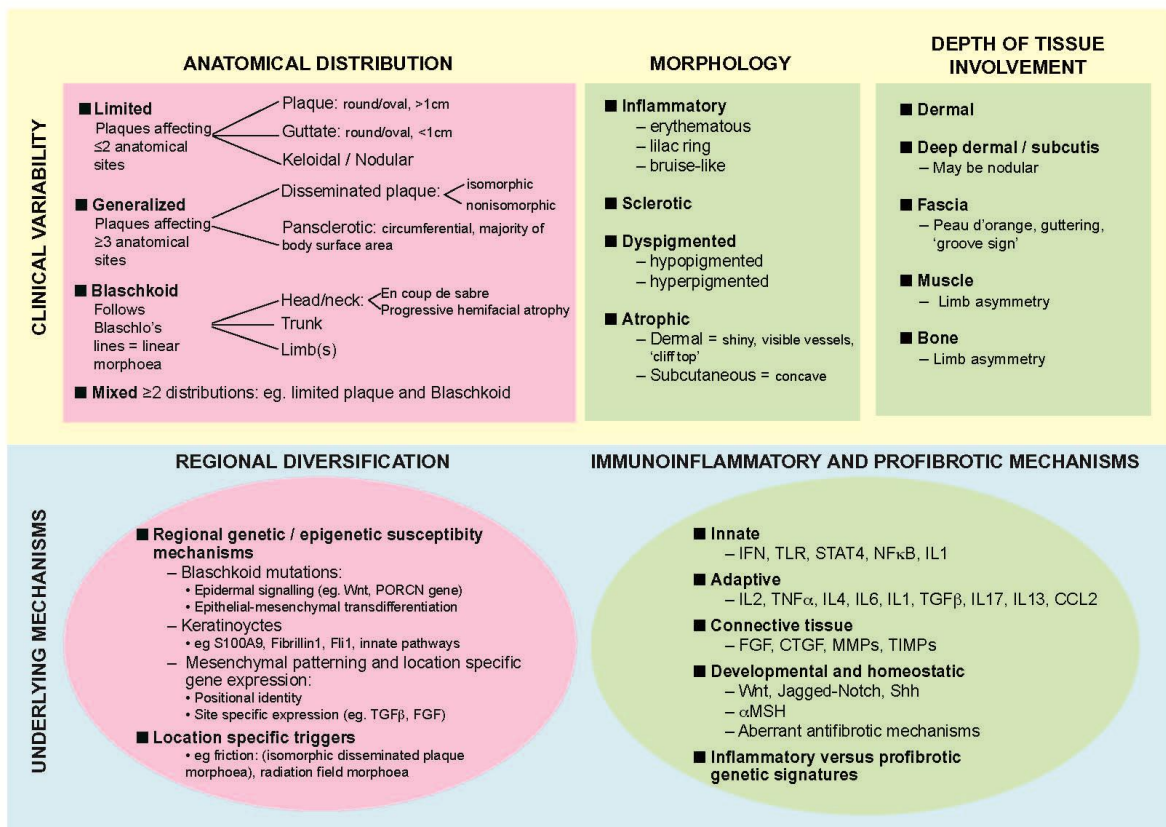 CLINICAL VARIABILITY
ANATOMICAL DISTRIBUTION
■ Limited
Plaques affecting
≤2 anatomical
sites
Plaque: round/oval, >1cm
Guttate: round/oval, <1cm
Keloidal / Nodular
■ Generalized
Plaques affecting
≥3 anatomical
sites
Disseminated plaque:
isomorphic
nonisomorphic
Pansclerotic: circumferential, majority of
body surface area
■ Blaschkoid
Follows
Blaschlo's
lines = linear
morphoea
Head/neck:
En coup de sabre
Progressive hemifacial atrophy
Trunk
Limb(s)
■ Mixed ≥2 distributions: eg. limited plaque and Blaschkoid
MORPHOLOGY
■ Inflammatory
– erythematous
– lilac ring
– bruise-like
■ Sclerotic
■ Dyspigmented
– hypopigmented
– hyperpigmented
■ Atrophic
– Dermal = shiny, visible vessels,
'cliff top'
– Subcutaneous = concave
DEPTH OF TISSUE
INVOLVEMENT
■ Dermal
■ Deep dermal / subcutis
– May be nodular
■ Fascia
– Peau d'orange, guttering,
'groove sign'
■ Muscle
– Limb asymmetry
■ Bone
– Limb asymmetry
UNDERLYING MECHANISMS
REGIONAL DIVERSIFICATION
■ Regional genetic / epigenetic susceptibity
mechanisms
– Blaschkoid mutations:
• Epidermal signalling (eg. Wnt, PORCN gene)
• Epithelial-mesenchymal transdifferentiation
– Keratinoyctes
• eg S100A9, Fibrillin1, Fli1, innate pathways
– Mesenchymal patterning and location specific
gene expression:
• Positional identity
• Site specific expression (eg. TGFβ, FGF)
■ Location specific triggers
• eg friction: (isomorphic disseminated plaque
morphoea), radiation field morphoea
IMMUNOINFLAMMATORY AND PROFIBROTIC MECHANISMS
■ Innate
– IFN, TLR, STAT4, NFκB, IL1
■ Adaptive
– IL2, TNFα, IL4, IL6, IL1, TGFβ, IL17, IL13, CCL2
■ Connective tissue
– FGF, CTGF, MMPs, TIMPs
■ Developmental and homeostatic
– Wnt, Jagged-Notch, Shh
– αMSH
– Aberrant antifibrotic mechanisms
■ Inflammatory versus profibrotic
genetic signatures